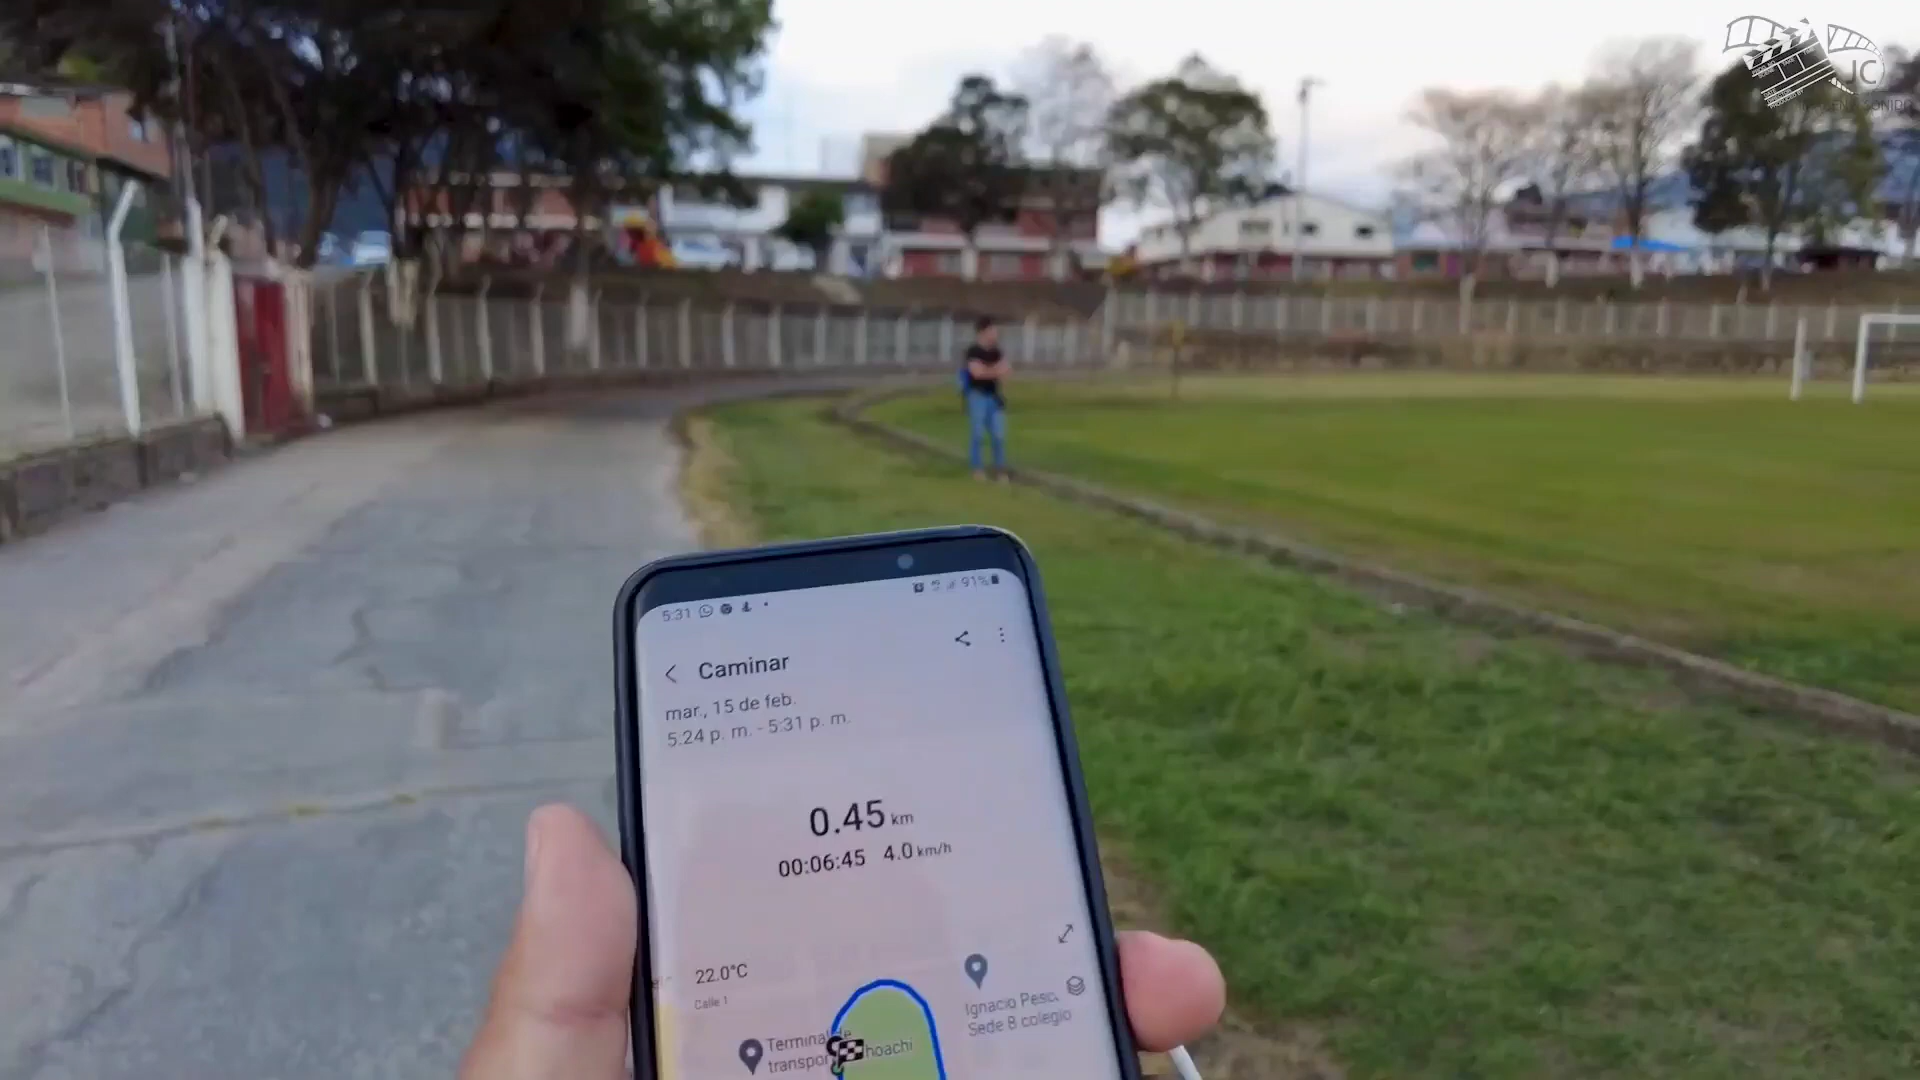 JC
5:31
91%
Caminar
mar., 15 de feb.
5:24 p. m. - 5:31 p. m.
0.45 km
00:06:45 4.0 km/h
22.0°C
Calle 1
Ignacio Pesc
Sede B colegio
Terminal de
transpor
hoachi